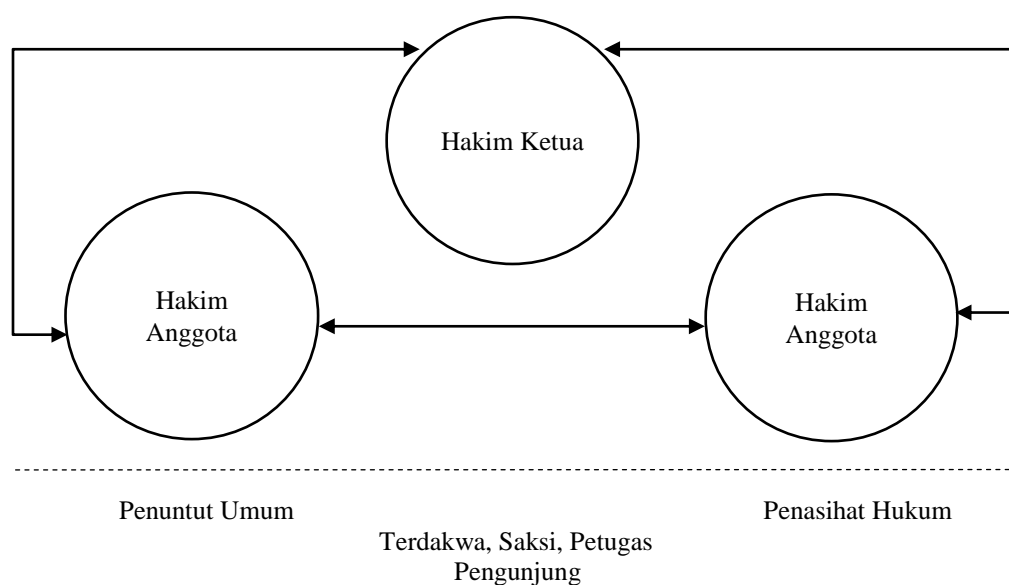 Hakim Ketua
Hakim
Anggota
Hakim
Anggota
Penuntut Umum
Penasihat Hukum
Terdakwa, Saksi, Petugas
Pengunjung